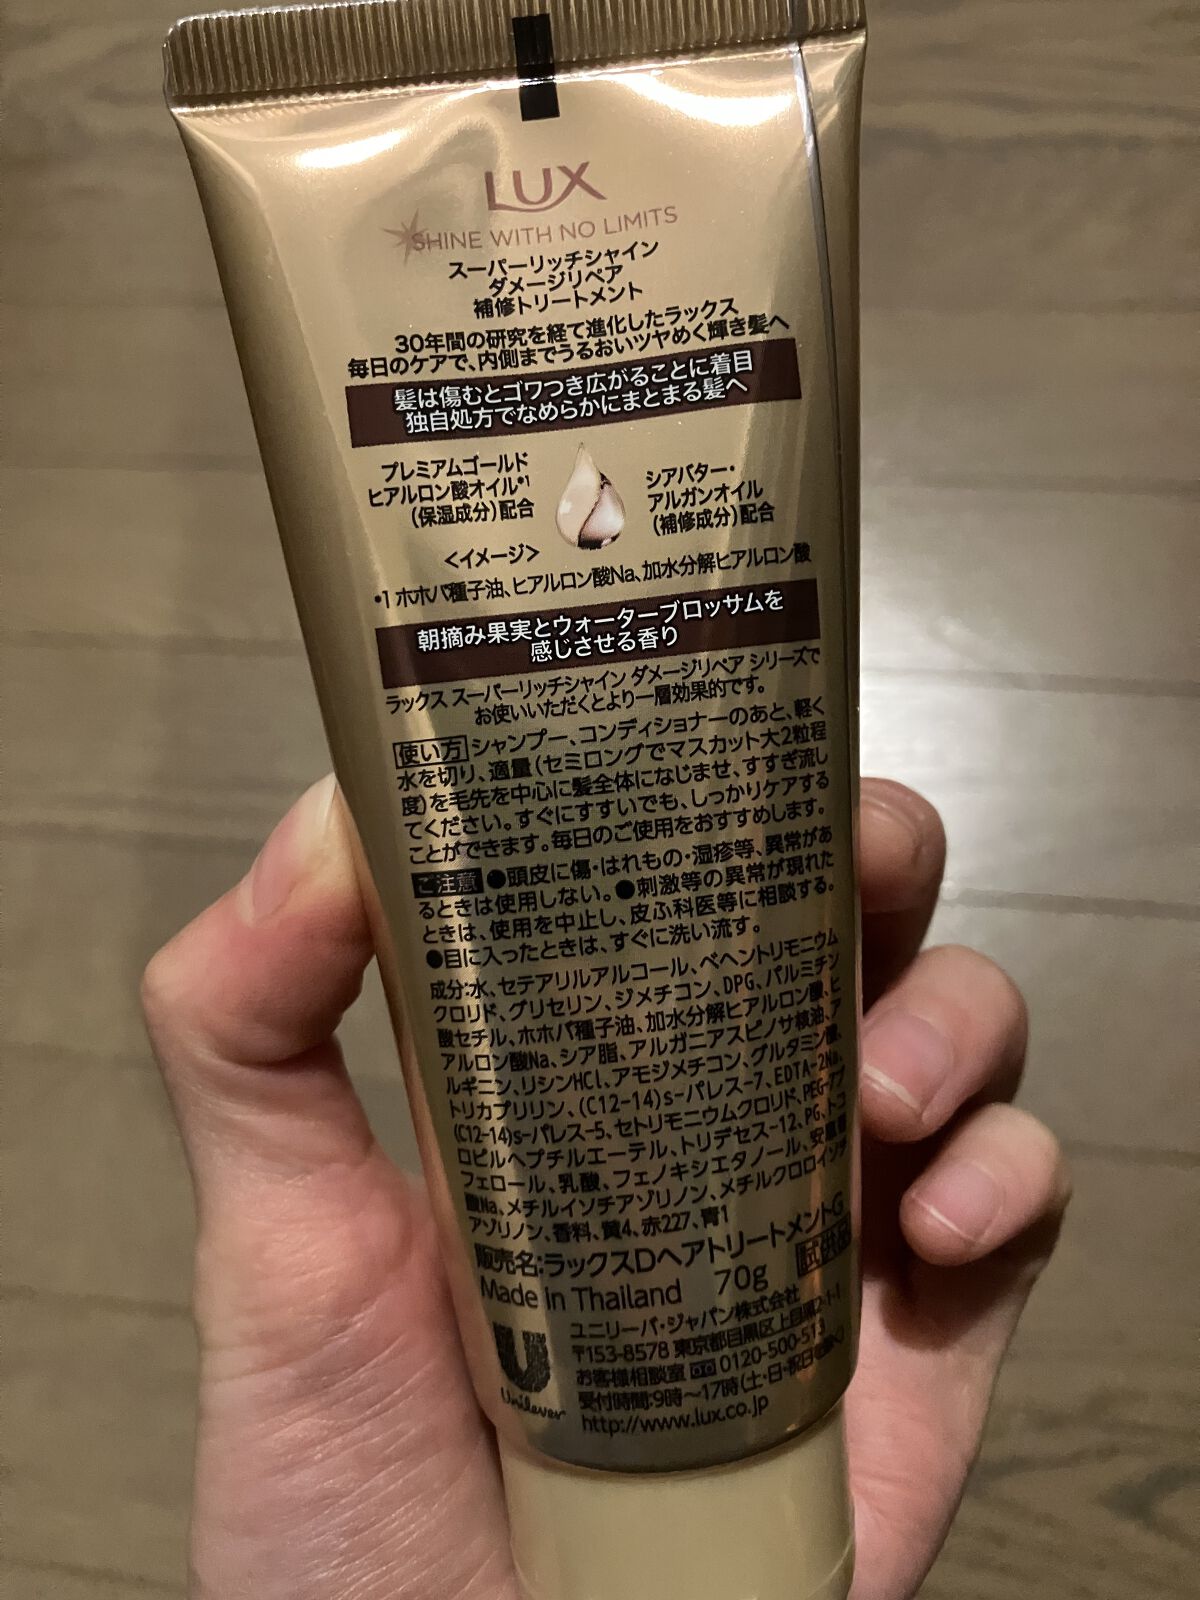 LUX
SHINE WITH NO LIMITS
スーパーリッチシャイン
ダメージリペア
補修トリートメント
30年間の研究を経て進化したラックス
毎日のケアで、内側までうるおいツヤめく輝き髪へ
髪は傷むとゴワつき広がることに着目
独自処方でなめらかにまとまる髪へ
プレミアムゴールド
ヒアルロン酸オイル*1
(保湿成分)配合
シアバター・
アルガンオイル
(補修成分)配合
<イメージ>
*1 ホホバ種子油、ヒアルロン酸Na、加水分解ヒアルロン酸
朝摘み果実とウォーターブロッサムを
感じさせる香り
ラックス スーパーリッチシャイン ダメージリペア シリーズで
お使いいただくとより一層効果的です。
使い方 シャンプー、コンディショナーのあと、軽く
水を切り、適量(セミロングでマスカット大2粒程
度)を毛先を中心に髪全体になじませ、すすぎ流し
てください。すぐにすすいでも、しっかりケアする
ことができます。毎日のご使用をおすすめします。
ご注意 ●頭皮に傷・はれもの・湿疹等、異常があ
るときは使用しない。●刺激等の異常が現れた
ときは、使用を中止し、皮ふ科医等に相談する。
●目に入ったときは、すぐに洗い流す。
成分:水、セテアリルアルコール、ベヘントリモニウム
クロリド、グリセリン、ジメチコン、DPG、パルミチン
酸セチル、ホホバ種子油、加水分解ヒアルロン酸、ヒ
アルロン酸Na、シア脂、アルガニアスピノサ核油、ア
ルギニン、リシンHCl、アモジメチコン、グルタミン酸、
トリカプリリン、(C12-14)s-パレス-7、EDTA-2Na、
(C12-14)s-パレス-5、セトリモニウムクロリド、PEG-7プ
ロピルヘプチルエーテル、トリデセス-12、PG、トコ
フェロール、乳酸、フェノキシエタノール、安息香
酸Na、メチルイソチアゾリノン、メチルクロロイソチ
アゾリノン、香料、黄4、赤227、青1
販売名:ラックスDヘアトリートメントG
Made in Thailand 70g 試供品
ユニリーバ・ジャパン株式会社
〒153-8578 東京都目黒区上目黒2-1-1
お客様相談室 0120-500-513
受付時間:9時～17時(土・日・祝日を除く)
http://www.lux.co.jp
Unilever